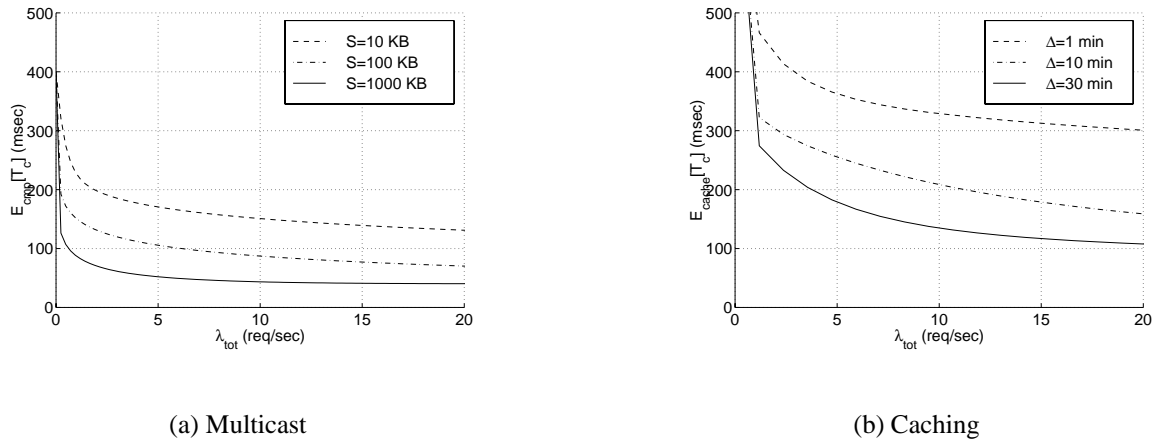 500
400
300
200
100
0
E_cmp[T_c] (msec)
S=10 KB
S=100 KB
S=1000 KB
0 5 10 15 20
λ_tot (req/sec)
(a) Multicast
500
400
300
200
100
0
E_cache[T_c] (msec)
Δ=1 min
Δ=10 min
Δ=30 min
0 5 10 15 20
λ_tot (req/sec)
(b) Caching